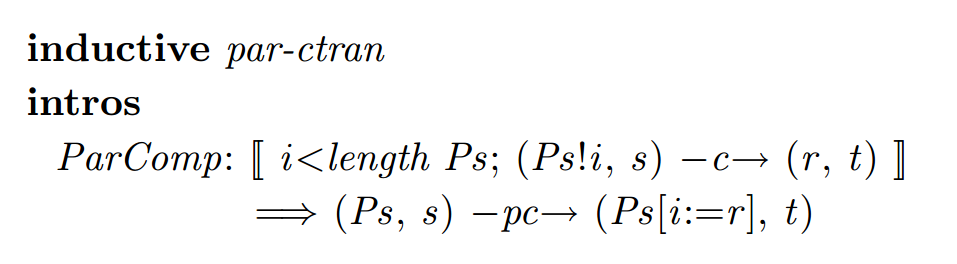 inductive par-ctran
intros
ParComp: ⟦ i<length Ps; (Ps!i, s) −c→ (r, t) ⟧
⟹ (Ps, s) −pc→ (Ps[i:=r], t)